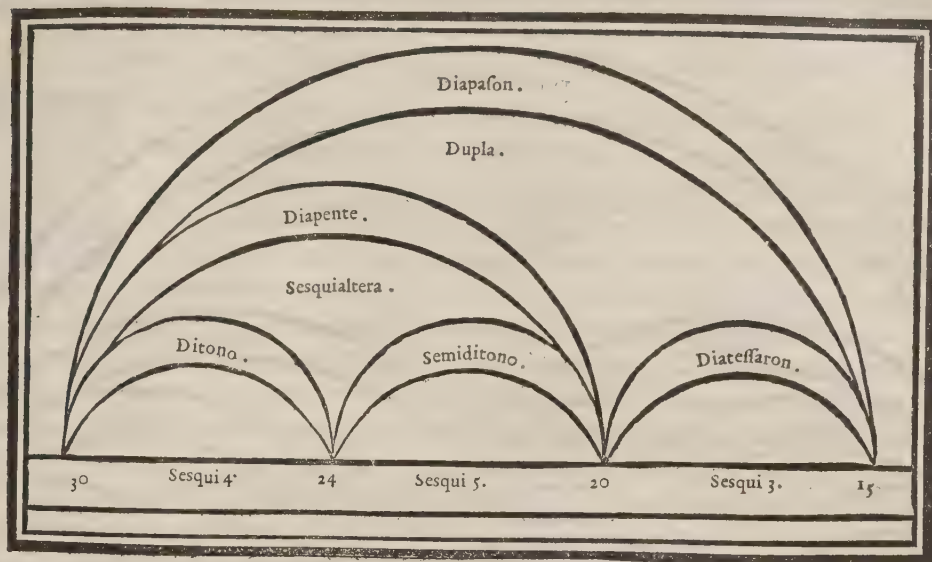 Diapaſon.
Dupla.
Diapente.
Sesquialtera.
Ditono. Semiditono. Diateſſaron.
30 Sesqui 4. 24 Sesqui 5. 20 Sesqui 3. 15.